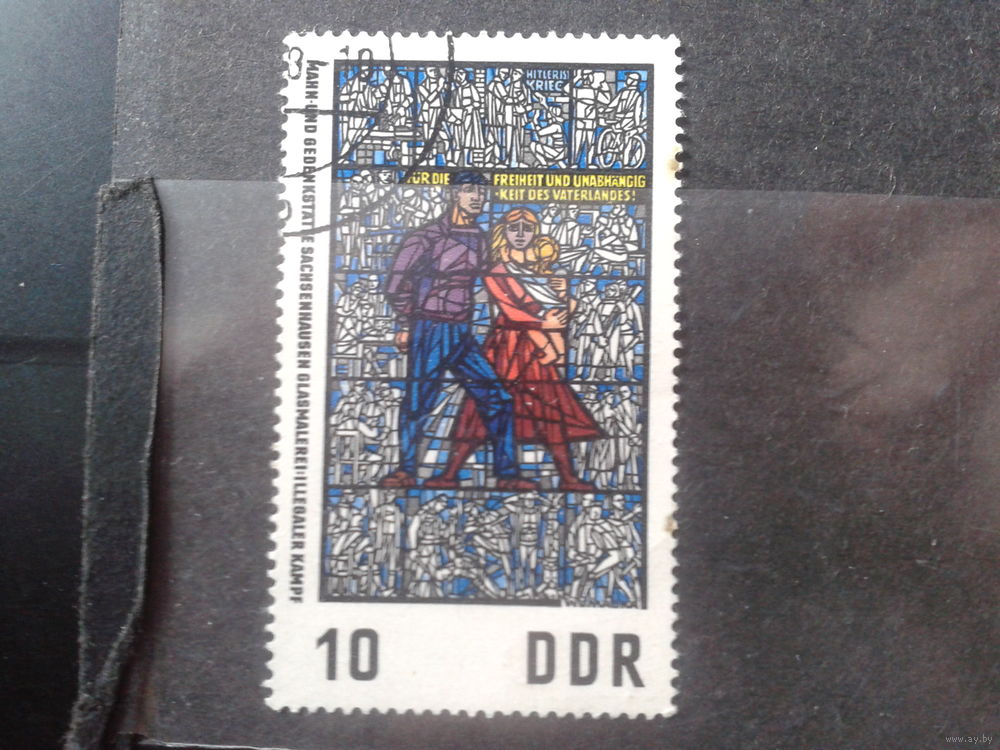 MAHN-UND GEDENKSTÄTTE SACHSENHAUSEN GLASMALEREI:ILLEGALER KAMPF
HITLERS
KRIEG
FÜR DIE FREIHEIT UND UNABHÄNGIG
-KEIT DES VATERLANDES!
10 DDR
www.ay.by